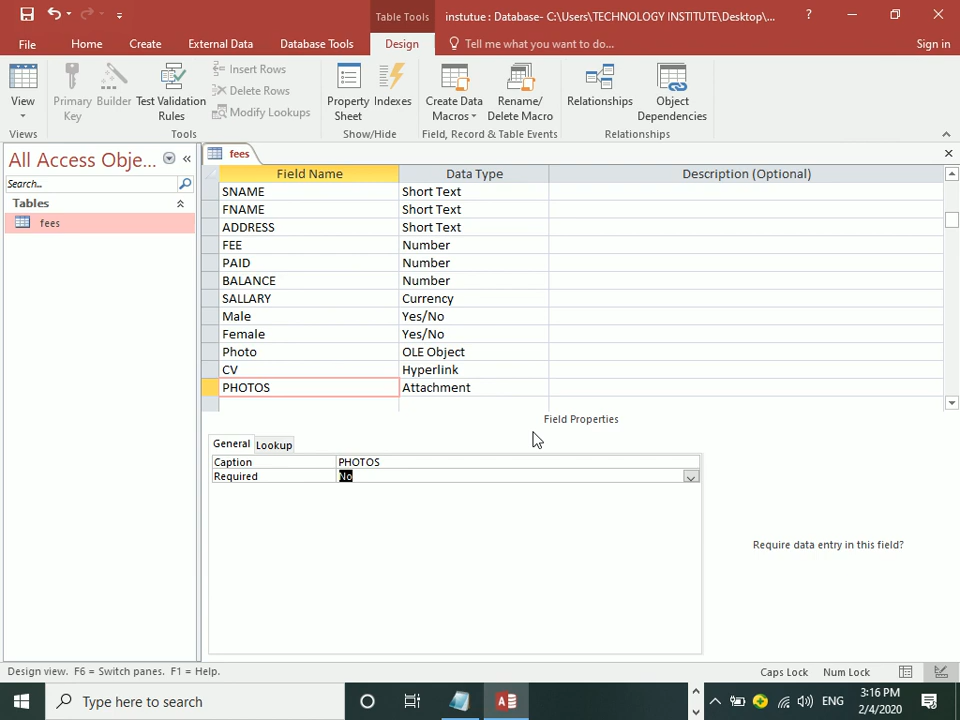 Table Tools
instutue : Database- C:\Users\TECHNOLOGY INSTITUTE\Desktop\...
?
File
Home
Create
External Data
Database Tools
Design
Tell me what you want to do...
Sign in
View
Primary Key
Builder
Test Validation Rules
Insert Rows
Delete Rows
Modify Lookups
Property Sheet
Indexes
Create Data Macros
Rename/ Delete Macro
Relationships
Object Dependencies
Views
Tools
Show/Hide
Field, Record & Table Events
Relationships
All Access Obje...
Search...
Tables
fees
fees
Field Name Data Type Description (Optional)
SNAME Short Text
FNAME Short Text
ADDRESS Short Text
FEE Number
PAID Number
BALANCE Number
SALLARY Currency
Male Yes/No
Female Yes/No
Photo OLE Object
CV Hyperlink
PHOTOS Attachment
Field Properties
General Lookup
Caption PHOTOS
Required No
Require data entry in this field?
Design view. F6 = Switch panes. F1 = Help.
Caps Lock Num Lock
Type here to search
ENG
3:16 PM
2/4/2020